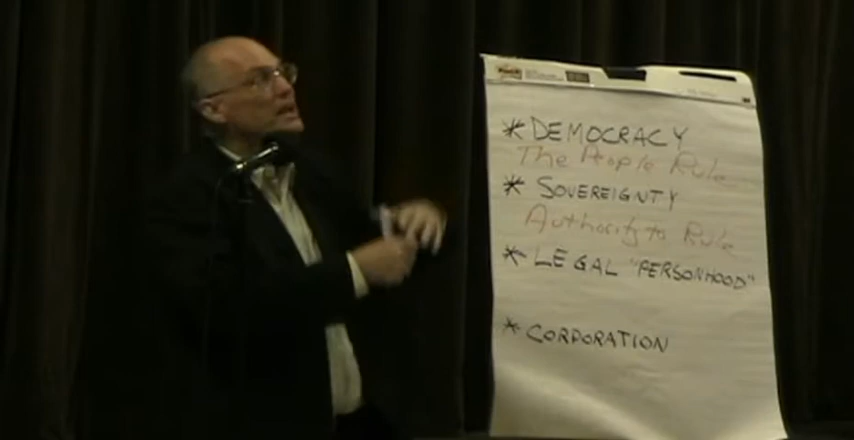 * DEMOCRACY
The People Rule
* SOVEREIGNTY
Authority to Rule
* LEGAL "PERSONHOOD"
* CORPORATION